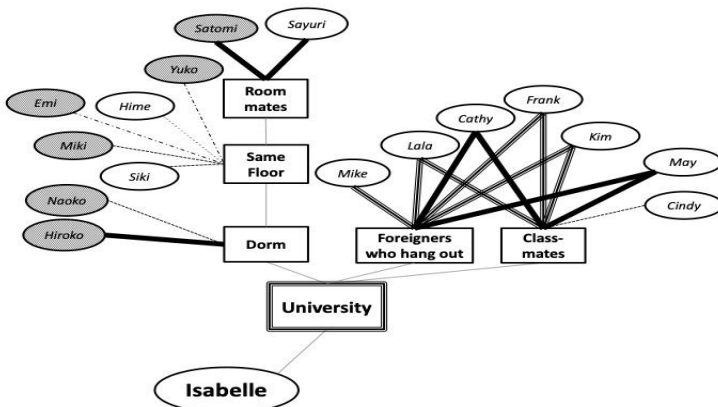 Satomi
Sayuri
Yuko
Room
mates
Emi
Hime
Frank
Cathy
Kim
Miki
Lala
Same
Floor
Siki
Mike
May
Naoko
Cindy
Hiroko
Dorm
Foreigners
who hang out
Class-
mates
University
Isabelle